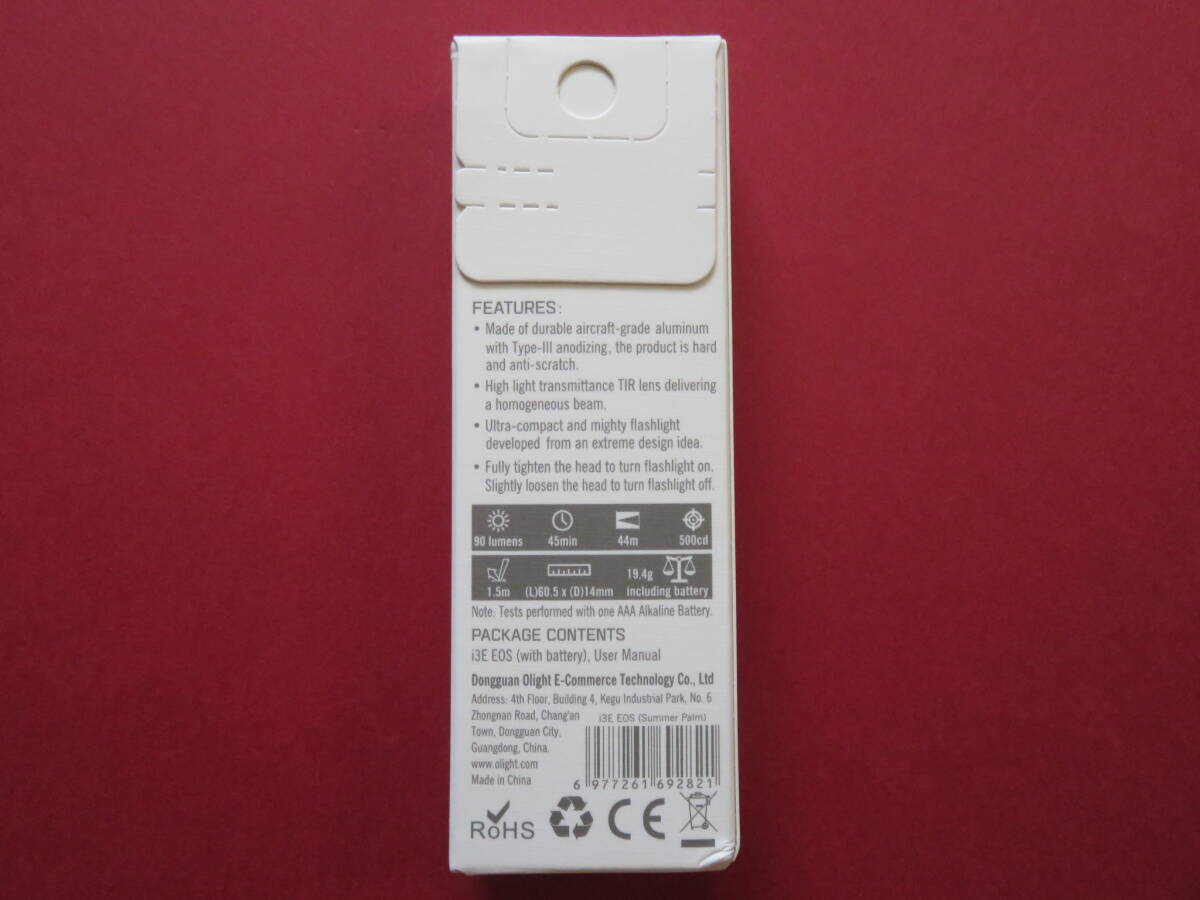 FEATURES:
• Made of durable aircraft-grade aluminum
with Type-III anodizing, the product is hard
and anti-scratch.
• High light transmittance TIR lens delivering
a homogeneous beam.
• Ultra-compact and mighty flashlight
developed from an extreme design idea.
• Fully tighten the head to turn flashlight on.
Slightly loosen the head to turn flashlight off.
90 lumens 45min 44m 500cd
1.5m (L)60.5 x (D)14mm 19.4g including battery
Note: Tests performed with one AAA Alkaline Battery.
PACKAGE CONTENTS
i3E EOS (with battery), User Manual
Dongguan Olight E-Commerce Technology Co., Ltd
Address: 4th Floor, Building 4, Kegu Industrial Park, No. 6
Zhongnan Road, Chang'an
Town, Dongguan City,
Guangdong, China.
www.olight.com
Made in China
i3E EOS (Summer Palm)
6 977261 692821
RoHS CE